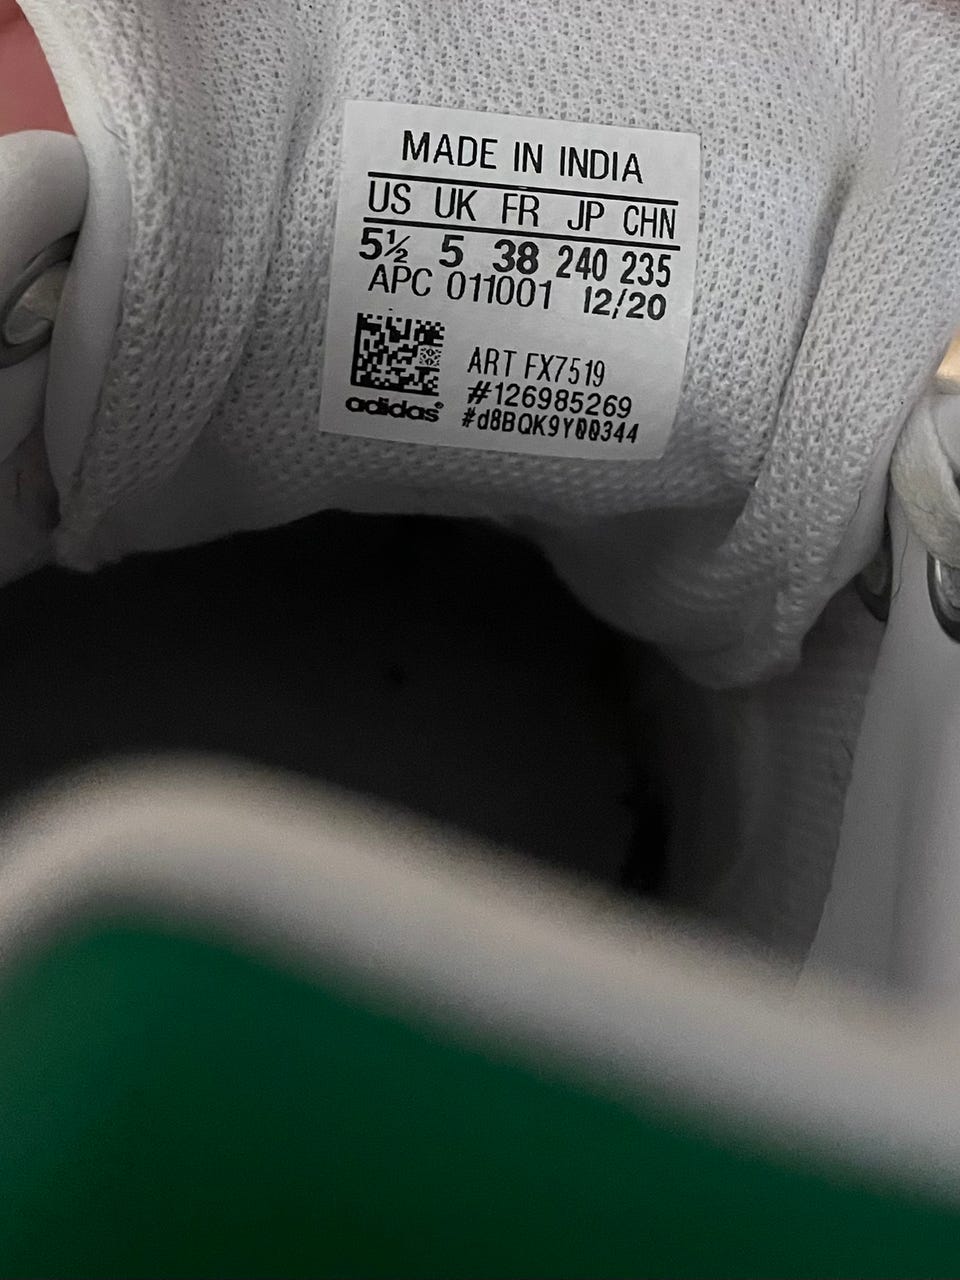 MADE IN INDIA
US UK FR JP CHN
5½ 5 38 240 235
APC 011001 12/20
ART FX7519
#126985269
#d8BQK9Y00344
adidas®